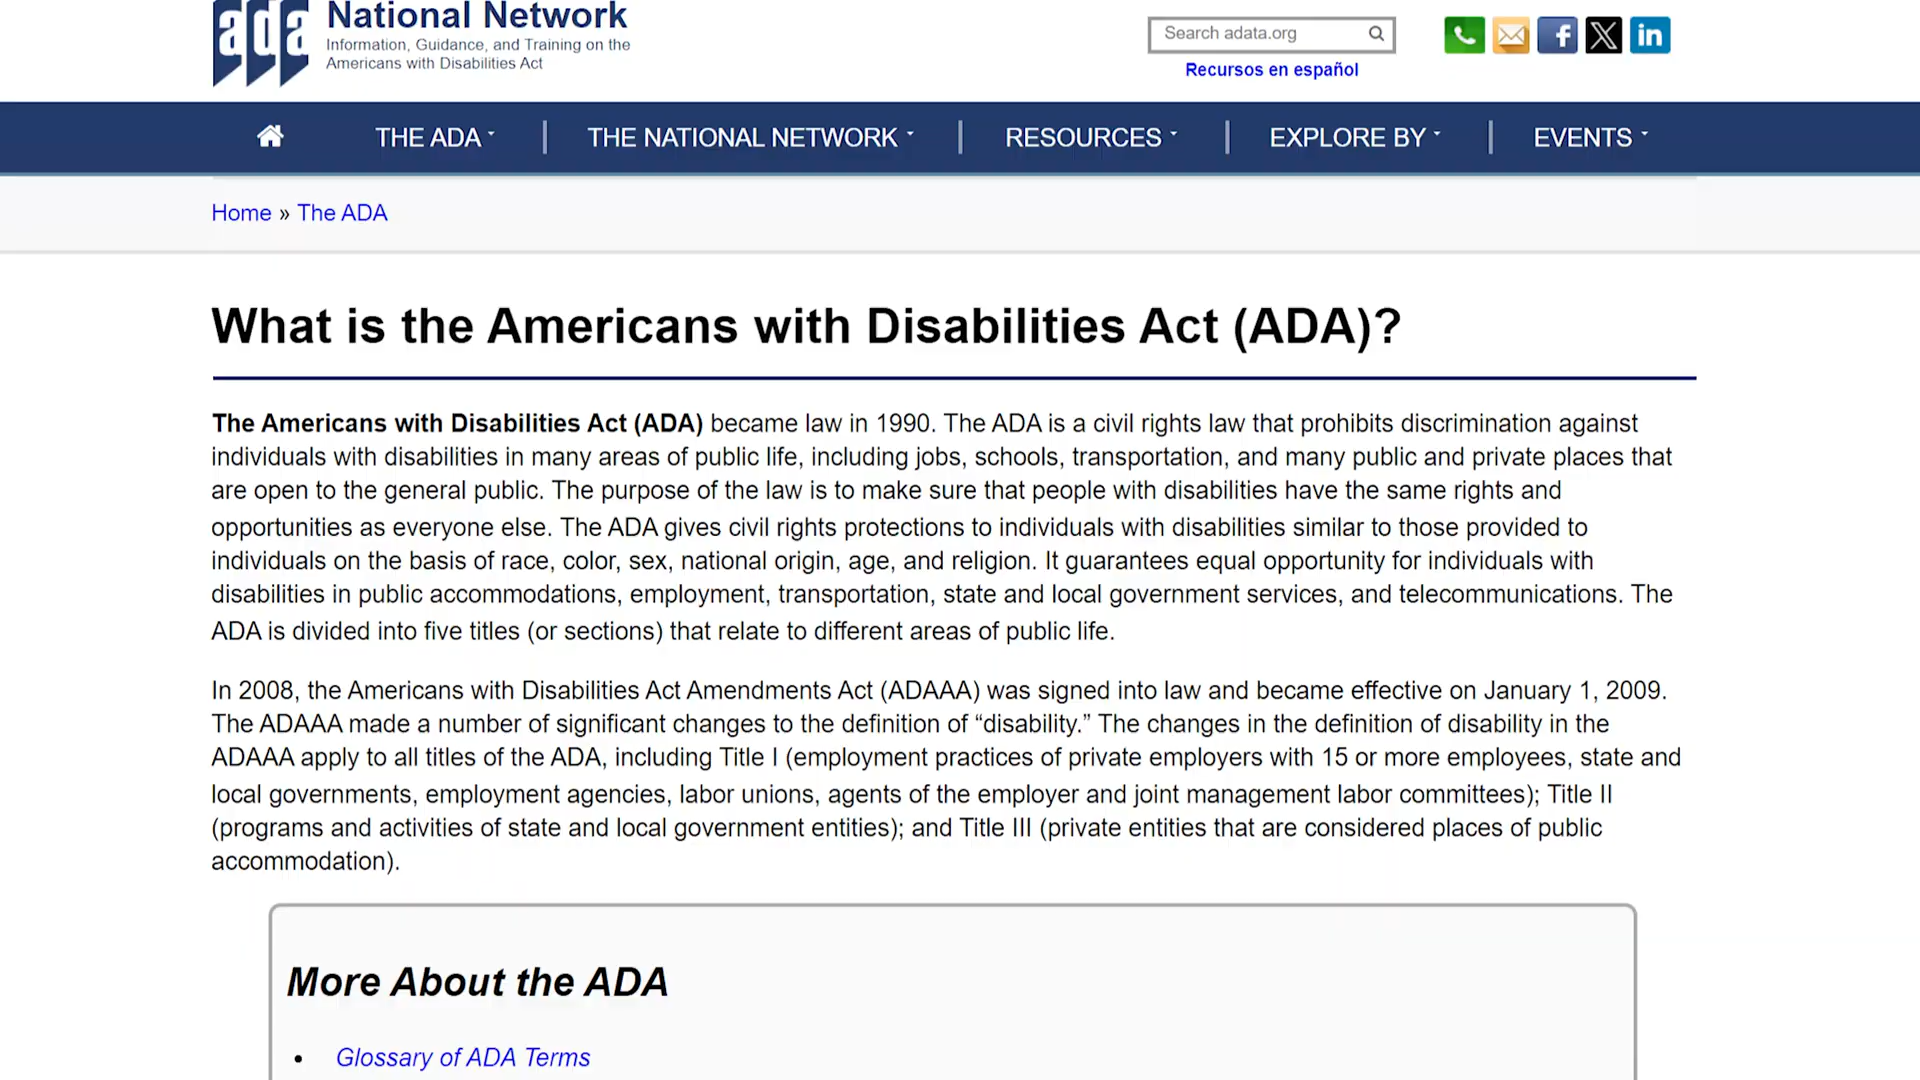 ada National Network
Information, Guidance, and Training on the
Americans with Disabilities Act
Search adata.org
Recursos en español
THE ADA
THE NATIONAL NETWORK
RESOURCES
EXPLORE BY
EVENTS
Home » The ADA
What is the Americans with Disabilities Act (ADA)?
The Americans with Disabilities Act (ADA) became law in 1990. The ADA is a civil rights law that prohibits discrimination against
individuals with disabilities in many areas of public life, including jobs, schools, transportation, and many public and private places that
are open to the general public. The purpose of the law is to make sure that people with disabilities have the same rights and
opportunities as everyone else. The ADA gives civil rights protections to individuals with disabilities similar to those provided to
individuals on the basis of race, color, sex, national origin, age, and religion. It guarantees equal opportunity for individuals with
disabilities in public accommodations, employment, transportation, state and local government services, and telecommunications. The
ADA is divided into five titles (or sections) that relate to different areas of public life.
In 2008, the Americans with Disabilities Act Amendments Act (ADAAA) was signed into law and became effective on January 1, 2009.
The ADAAA made a number of significant changes to the definition of “disability.” The changes in the definition of disability in the
ADAAA apply to all titles of the ADA, including Title I (employment practices of private employers with 15 or more employees, state and
local governments, employment agencies, labor unions, agents of the employer and joint management labor committees); Title II
(programs and activities of state and local government entities); and Title III (private entities that are considered places of public
accommodation).
More About the ADA
• Glossary of ADA Terms